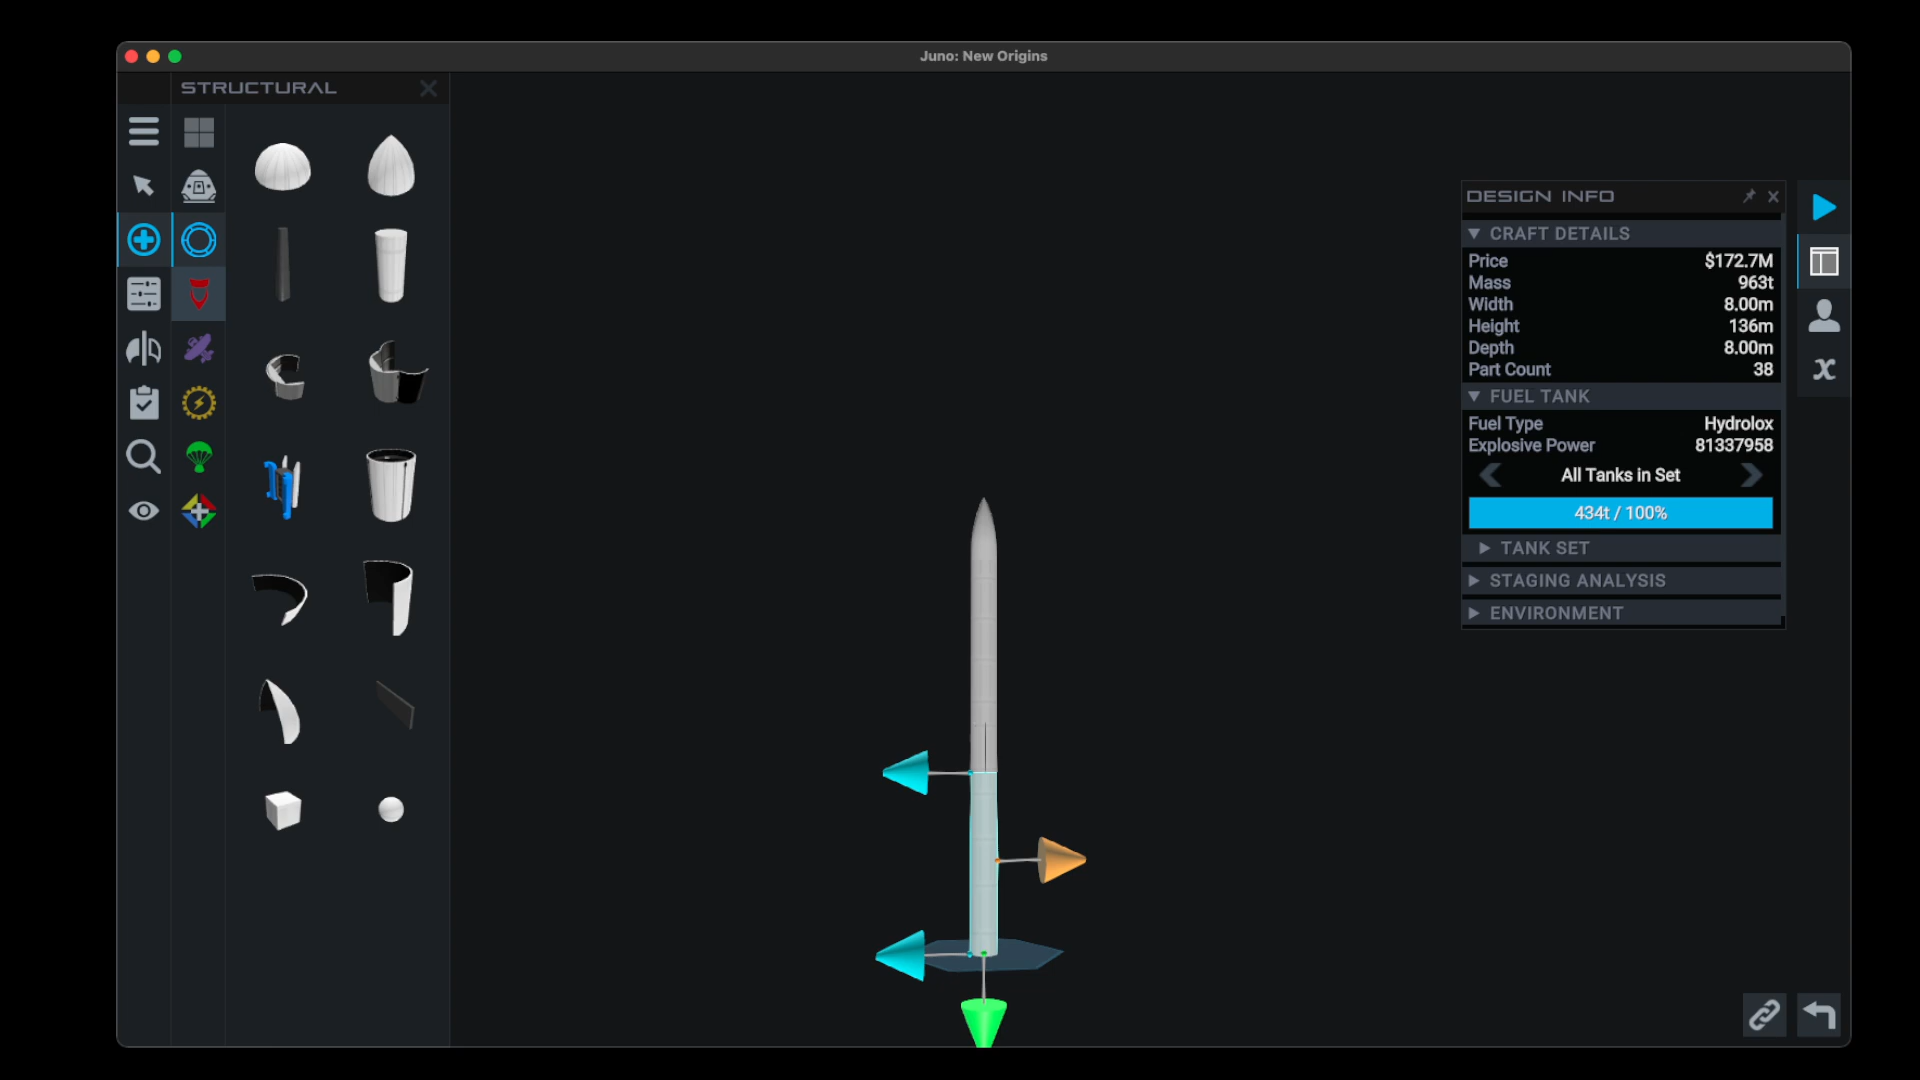 Juno: New Origins
STRUCTURAL
DESIGN INFO
CRAFT DETAILS
Price $172.7M
Mass 963t
Width 8.00m
Height 136m
Depth 8.00m
Part Count 38
FUEL TANK
Fuel Type Hydrolox
Explosive Power 81337958
All Tanks in Set
434t / 100%
TANK SET
STAGING ANALYSIS
ENVIRONMENT